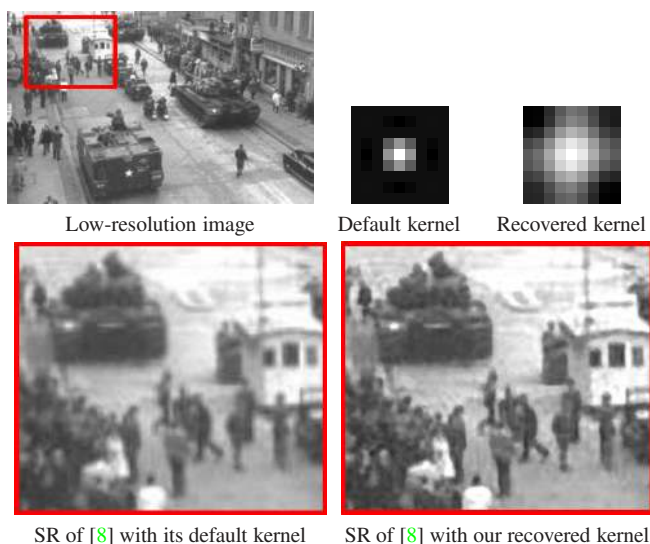 Low-resolution image
Default kernel
Recovered kernel
SR of [8] with its default kernel
SR of [8] with our recovered kernel